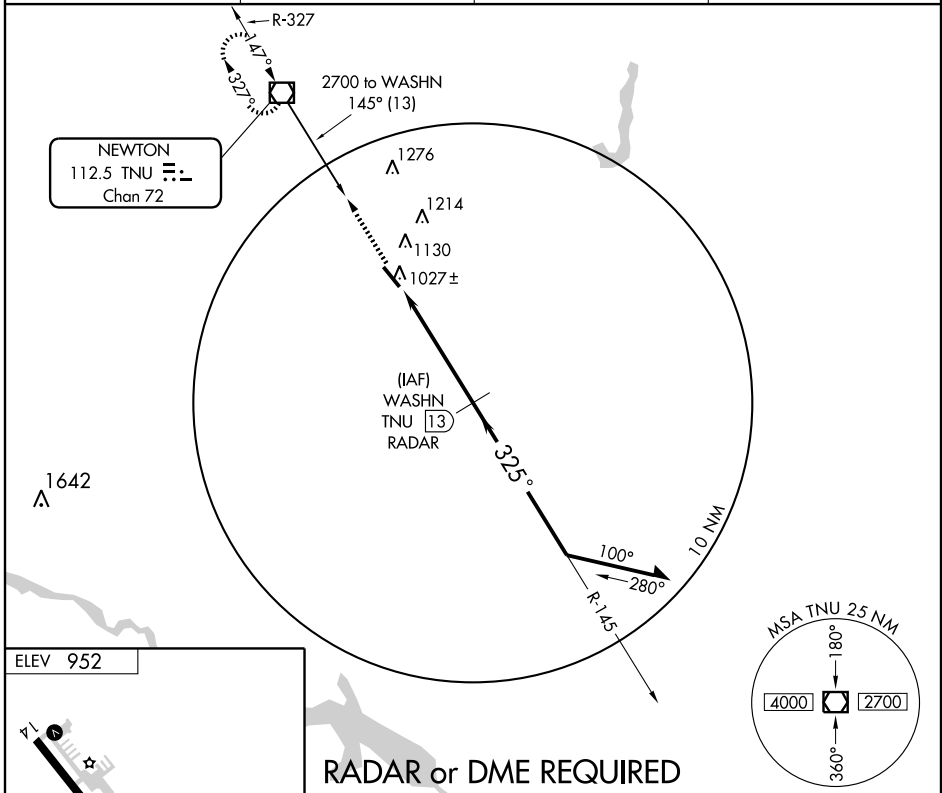 R-327
147°
327°
2700 to WASHN
145° (13)
NEWTON
112.5 TNU
Chan 72
1276
1214
1130
1027±
(IAF)
WASHN
TNU 13
RADAR
325°
1642
10 NM
100°
280°
R-145
MSA TNU 25 NM
180°
4000
2700
360°
ELEV 952
14
V
RADAR or DME REQUIRED